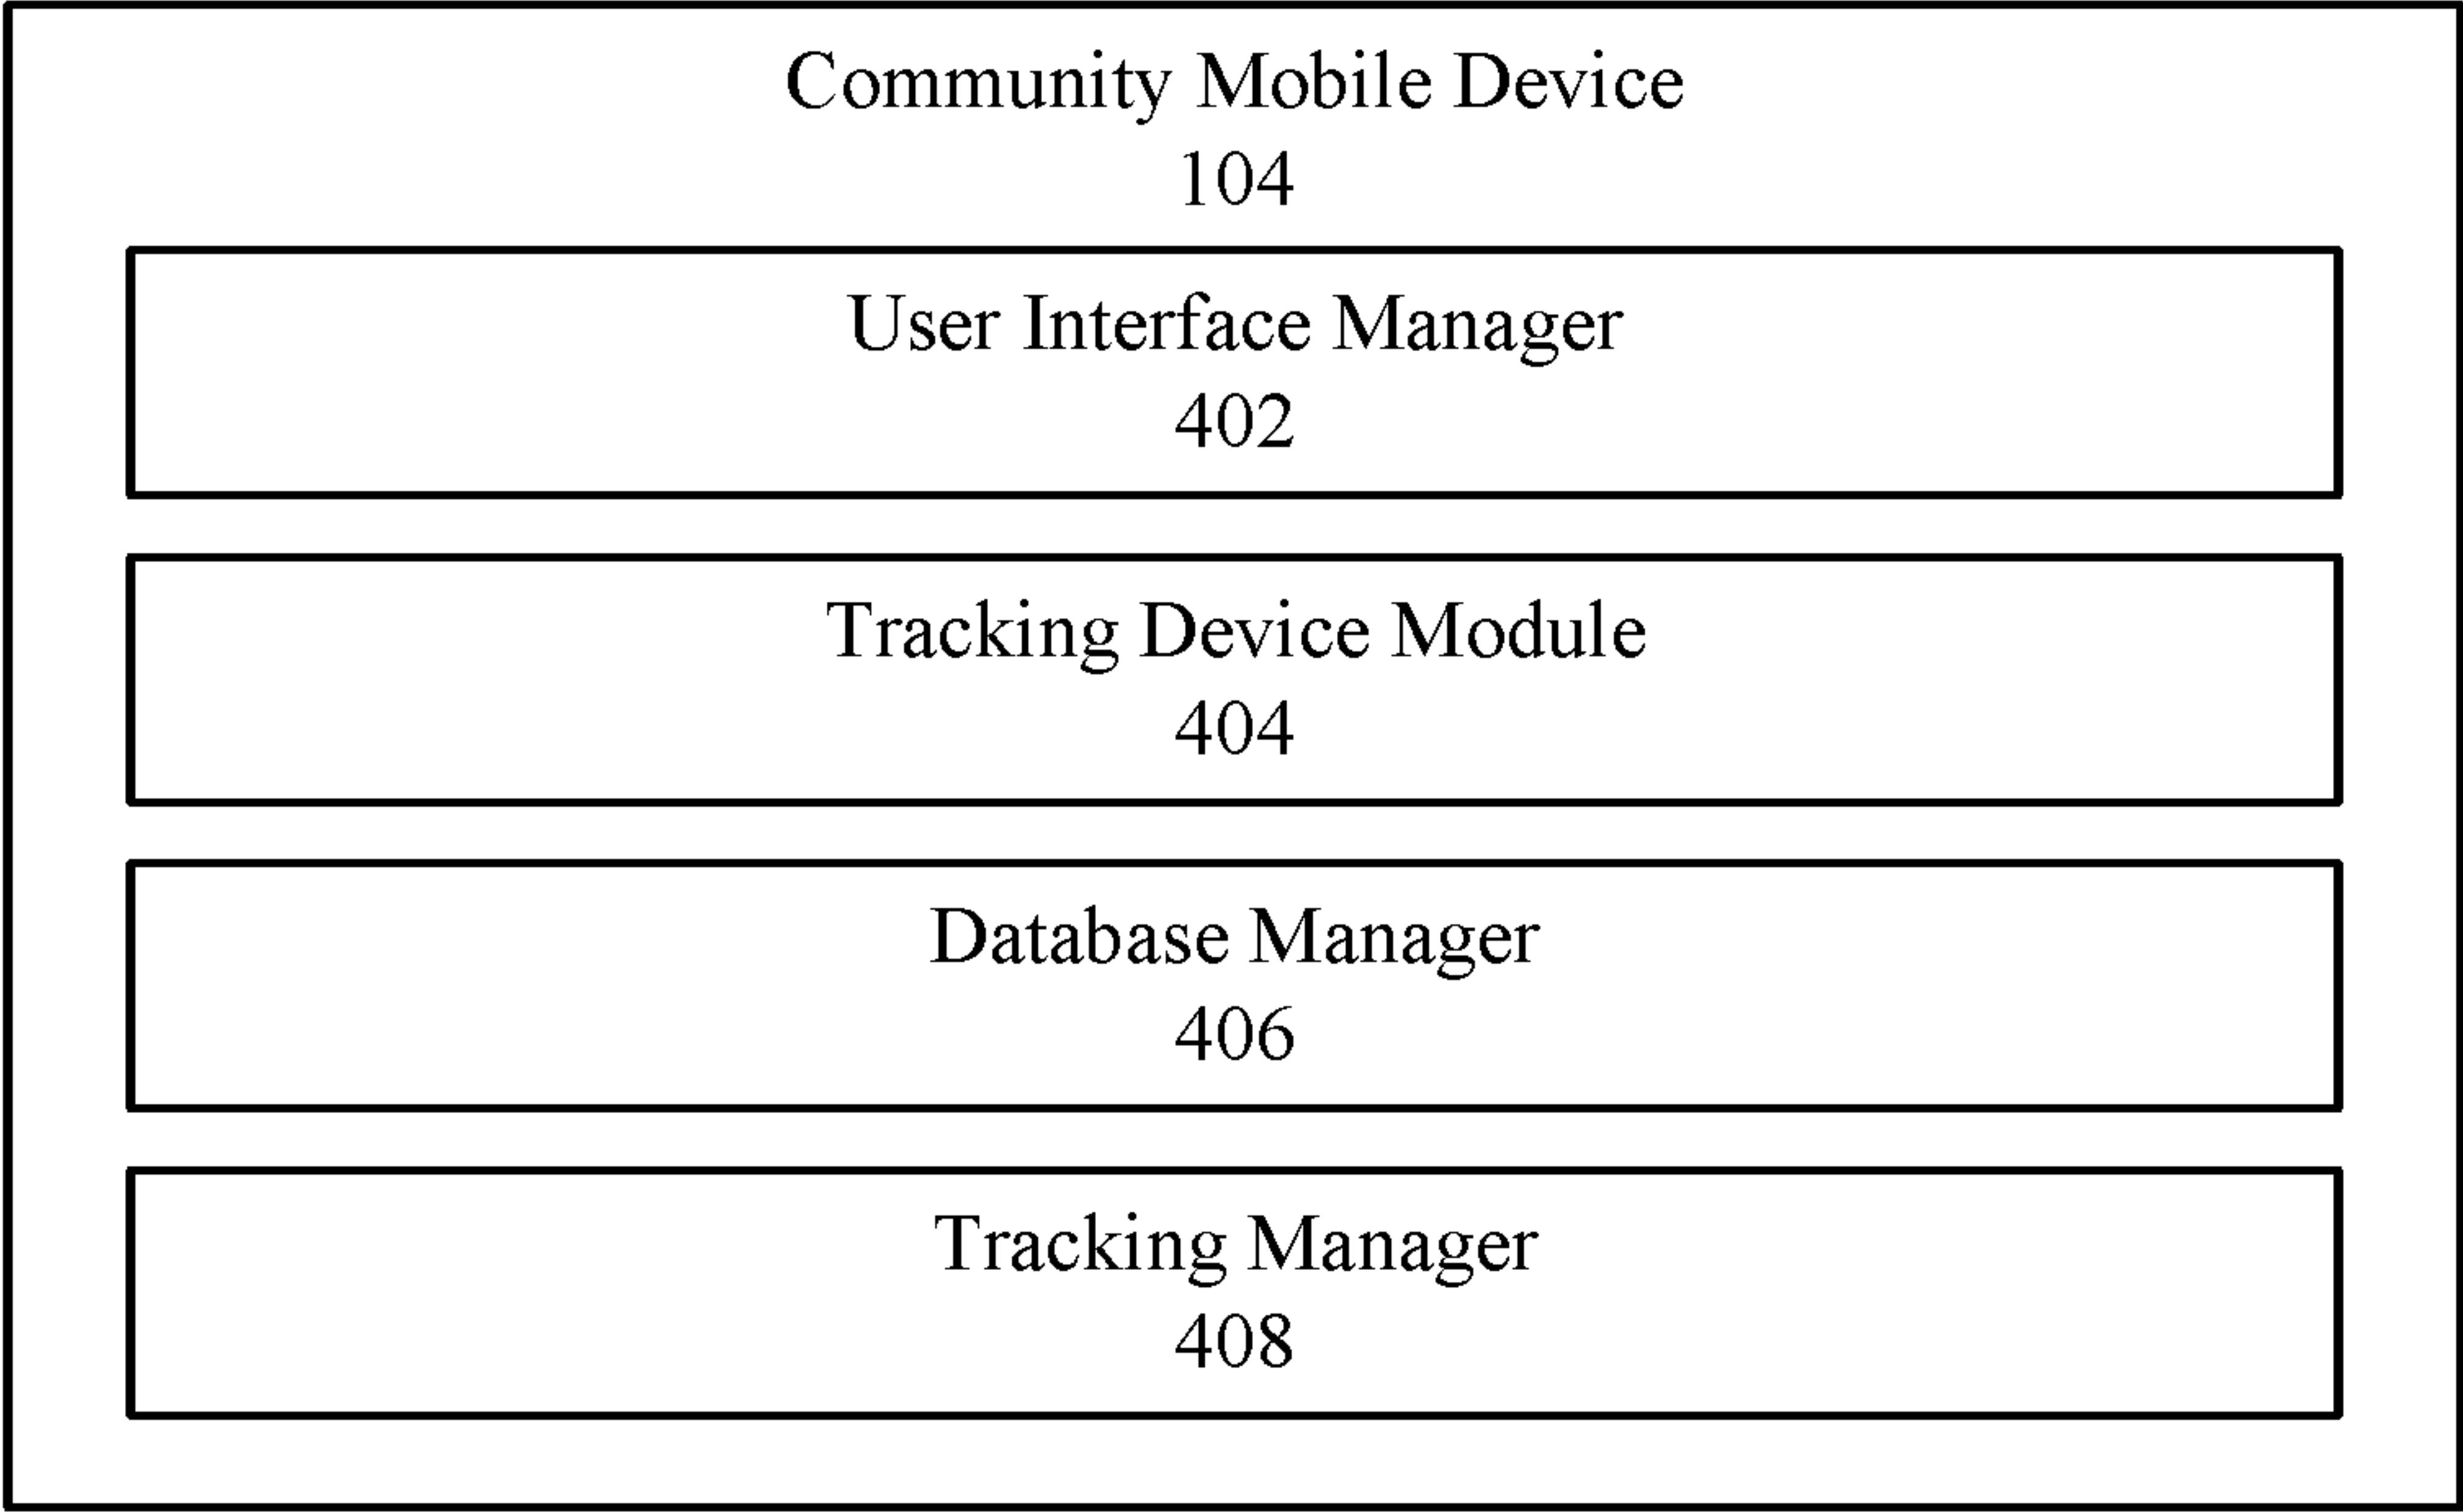 Community Mobile Device
104
User Interface Manager
402
Tracking Device Module
404
Database Manager
406
Tracking Manager
408